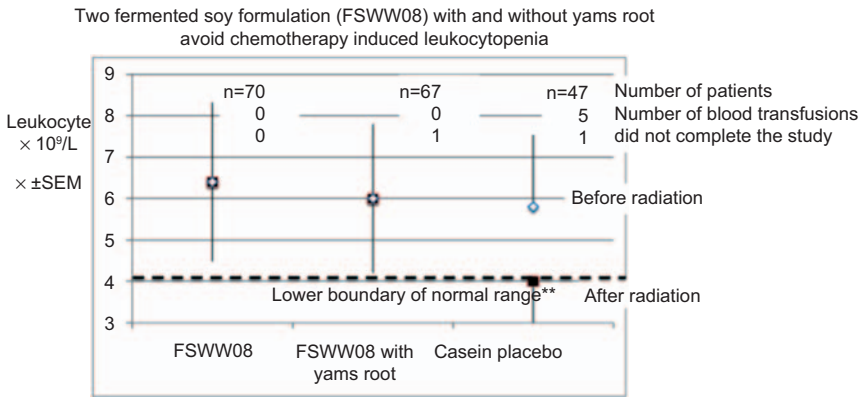 Two fermented soy formulation (FSWW08) with and without yams root
avoid chemotherapy induced leukocytopenia
9
8
7
6
5
4
3
Leukocyte
× 10⁹/L
× ±SEM
n=70 n=67 n=47 Number of patients
0 0 5 Number of blood transfusions
0 1 1 did not complete the study
Before radiation
Lower boundary of normal range** After radiation
FSWW08 FSWW08 with Casein placebo
yams root